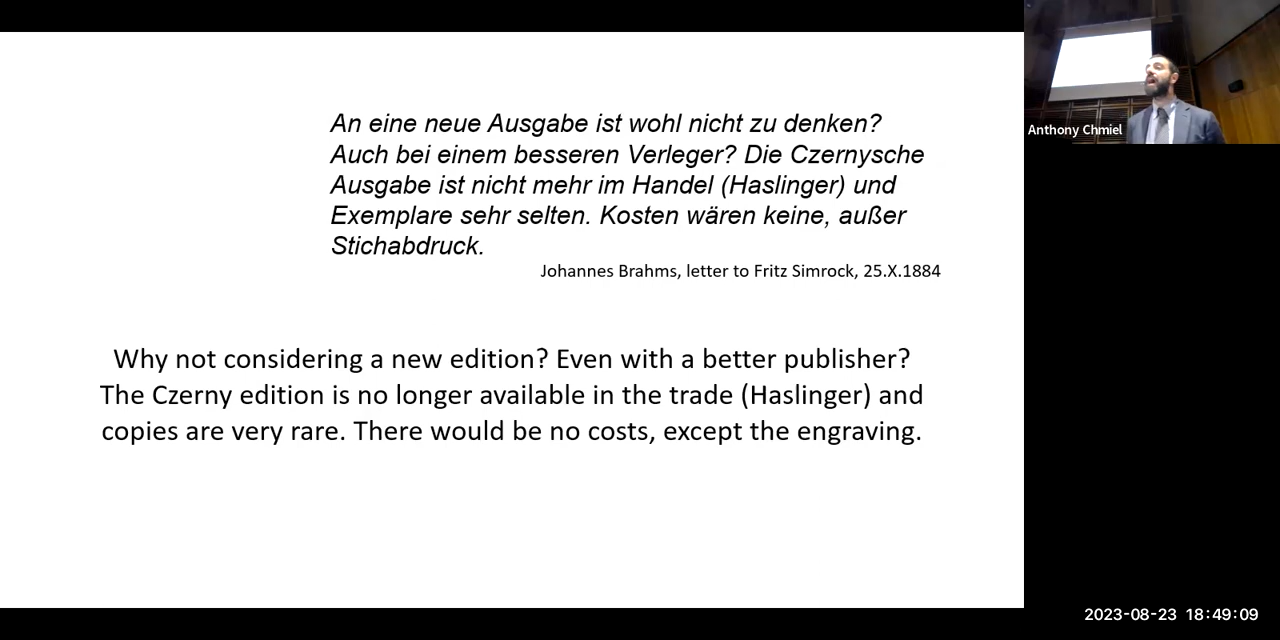 An eine neue Ausgabe ist wohl nicht zu denken?
Auch bei einem besseren Verleger? Die Czernysche
Ausgabe ist nicht mehr im Handel (Haslinger) und
Exemplare sehr selten. Kosten wären keine, außer
Stichabdruck.
Johannes Brahms, letter to Fritz Simrock, 25.X.1884
Why not considering a new edition? Even with a better publisher?
The Czerny edition is no longer available in the trade (Haslinger) and
copies are very rare. There would be no costs, except the engraving.
Anthony Chmiel
2023-08-23 18:49:09